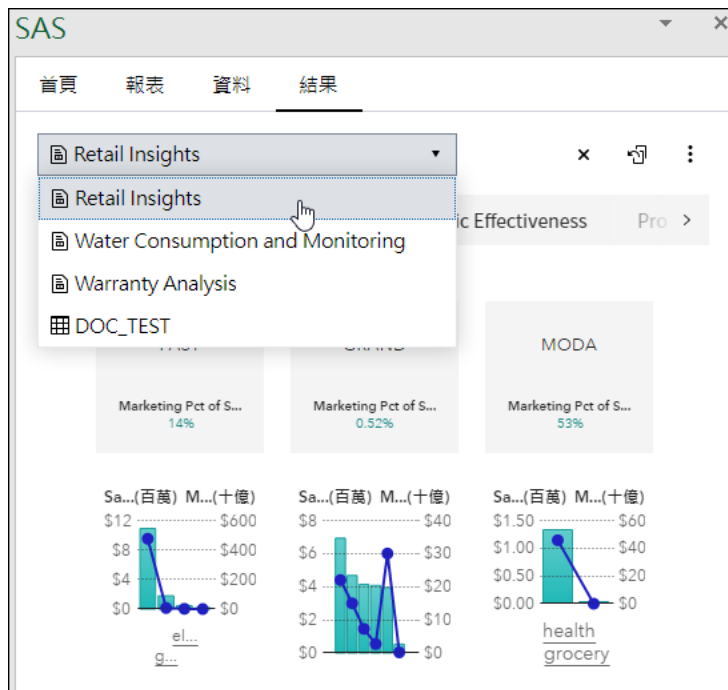 SAS
首頁 報表 資料 結果
Retail Insights
Retail Insights
Water Consumption and Monitoring
Warranty Analysis
DOC_TEST
Effectiveness Pro
MODA
Marketing Pct of S... Marketing Pct of S... Marketing Pct of S...
14% 0.52% 53%
Sa...(百萬) M...(十億) Sa...(百萬) M...(十億) Sa...(百萬) M...(十億)
$12 $600 $8 $40 $1.50 $60
$8 $400 $6 $30 $1.00 $40
$4 $200 $4 $20 $0.50 $20
$0 $0 $2 $10 $0.00 $0
$0 $0
el...
g...
health
grocery